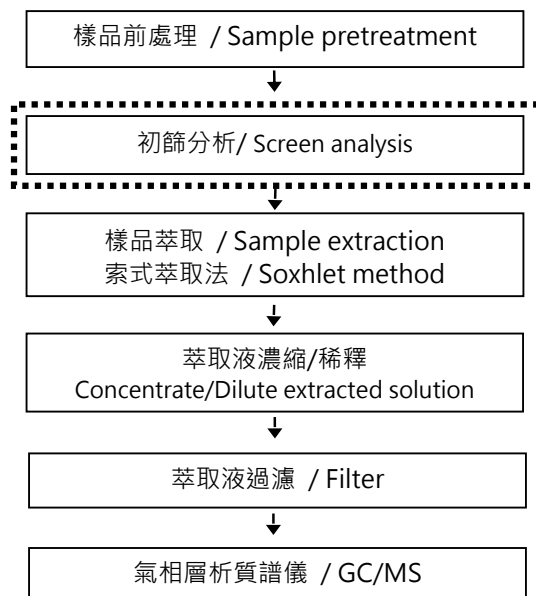 樣品前處理 / Sample pretreatment
初篩分析/ Screen analysis
樣品萃取 / Sample extraction
索式萃取法 / Soxhlet method
萃取液濃縮/稀釋
Concentrate/Dilute extracted solution
萃取液過濾 / Filter
氣相層析質譜儀 / GC/MS